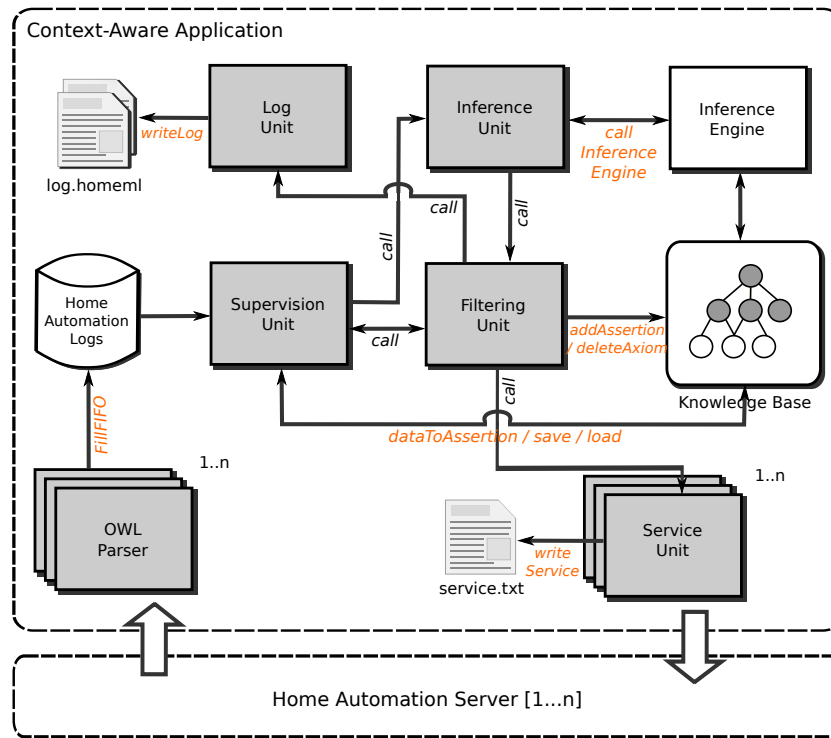 Context-Aware Application
Log
Unit
Inference
Unit
Inference
Engine
writeLog
call
Inference
Engine
log.homeml
call
call
call
Home
Automation
Logs
Supervision
Unit
Filtering
Unit
call
addAssertion
/ deleteAxiom
call
Knowledge Base
FillFIFO
dataToAssertion / save / load
1..n
1..n
OWL
Parser
Service
Unit
write
Service
service.txt
Home Automation Server [1...n]